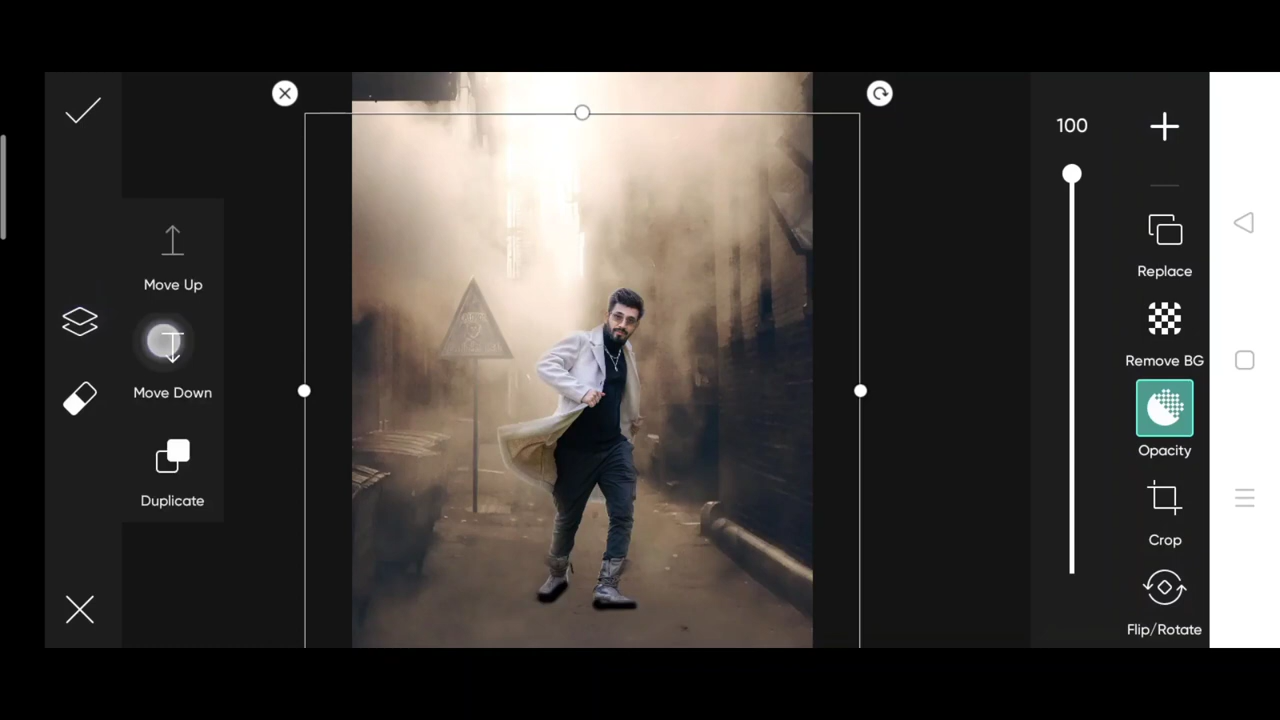 100
Move Up
Replace
Move Down
Remove BG
Opacity
Duplicate
Crop
Flip/Rotate